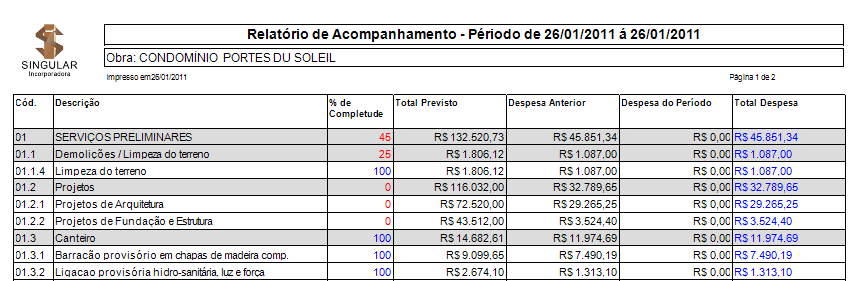 Relatório de Acompanhamento - Période de 26/01/2011 á 26/01/2011
SINGULAR
Incorporadora
Obra: CONDOMÍNIO PORTES DU SOLEIL
Impresso em26/01/2011 Página 1 de 2
Cód. Descrição % de Completude Total Previsto Despesa Anterior Despesa do Período Total Despesa
01 SERVIÇOS PRELIMINARES 45 R$ 132.520,73 R$ 45.851,34 R$ 0,00 R$ 45.851,34
01.1 Demolições / Limpeza do terreno 25 R$ 1.806,12 R$ 1.087,00 R$ 0,00 R$ 1.087,00
01.1.4 Limpeza do terreno 100 R$ 1.806,12 R$ 1.087,00 R$ 0,00 R$ 1.087,00
01.2 Projetos 0 R$ 116.032,00 R$ 32.789,65 R$ 0,00 R$ 32.789,65
01.2.1 Projetos de Arquitetura 0 R$ 72.520,00 R$ 29.265,25 R$ 0,00 R$ 29.265,25
01.2.2 Projetos de Fundação e Estrutura 0 R$ 43.512,00 R$ 3.524,40 R$ 0,00 R$ 3.524,40
01.3 Canteiro 100 R$ 14.682,61 R$ 11.974,69 R$ 0,00 R$ 11.974,69
01.3.1 Barracão provisório em chapas de madeira comp. 100 R$ 9.099,65 R$ 7.490,19 R$ 0,00 R$ 7.490,19
01.3.2 Ligacao provisória hidro-sanitária, luz e forca 100 R$ 2.674,10 R$ 1.313,10 R$ 0,00 R$ 1.313,10